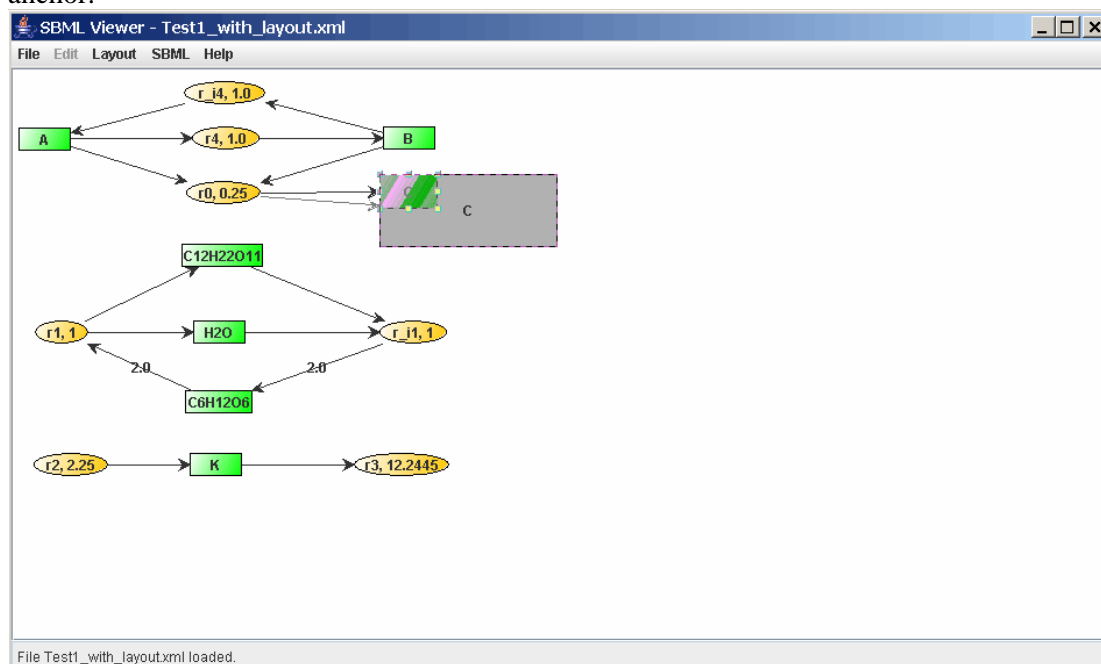 anchor.
SBML Viewer - Test1_with_layout.xml
File Edit Layout SBML Help
r_i4, 1.0
A
r4, 1.0
B
r0, 0.25
C
C
C12H22O11
r1, 1
H2O
r_i1, 1
2.0
2.0
C6H12O6
r2, 2.25
K
r3, 12.2445
File Test1_with_layout.xml loaded.